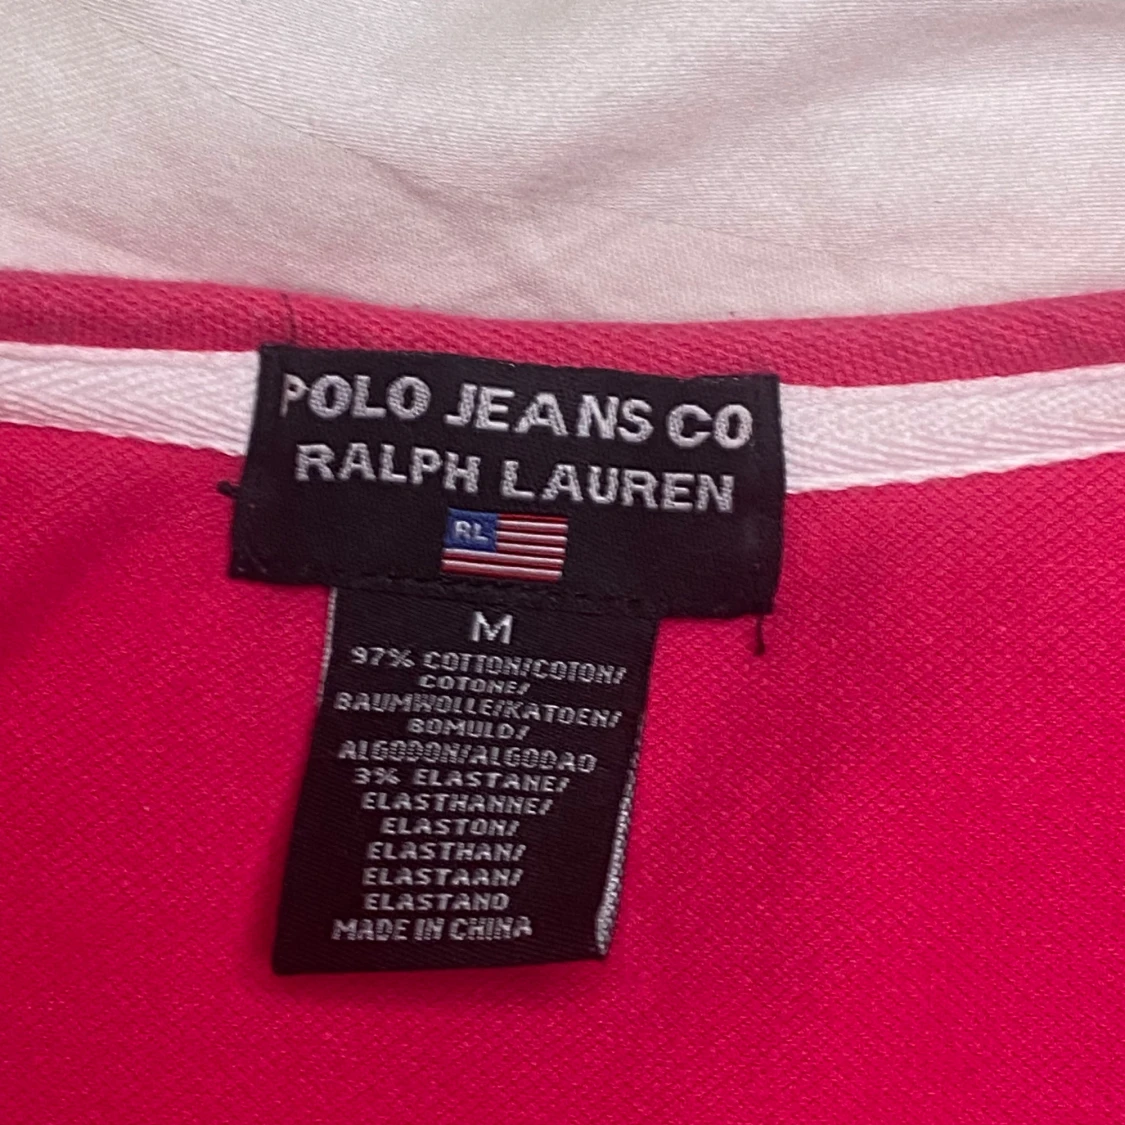 POLO JEANS CO
RALPH LAUREN
RL
M
97% COTTON/COTON/
COTONE/
BAUMWOLLE/KATOEN/
BOMULD/
ALGODON/ALGODAO
3% ELASTANE/
ELASTHANNE/
ELASTON/
ELASTHAN/
ELASTAAN/
ELASTANO
MADE IN CHINA